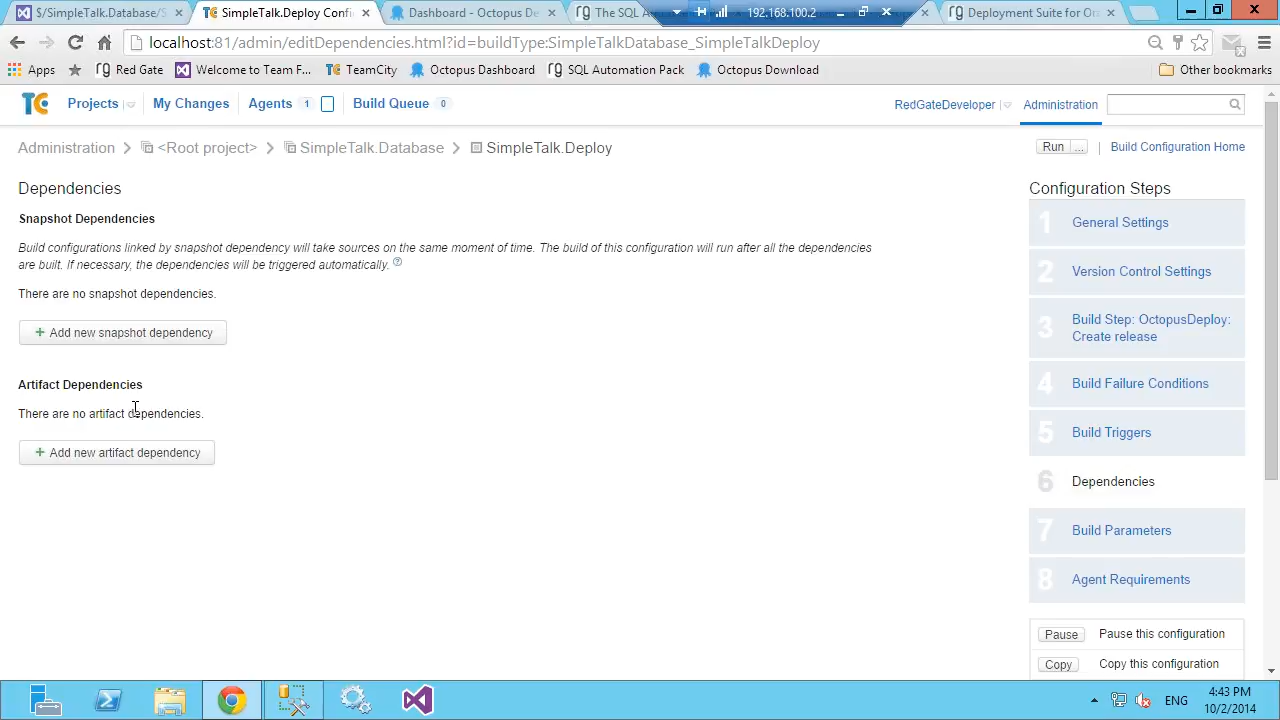 $/SimpleTalk.Database/S
SimpleTalk.Deploy Confi
Dashboard - Octopus De
The SQL A
192.168.100.2
Deployment Suite for Or
localhost:81/admin/editDependencies.html?id=buildType:SimpleTalkDatabase_SimpleTalkDeploy
Apps
Red Gate
Welcome to Team F...
TeamCity
Octopus Dashboard
SQL Automation Pack
Octopus Download
Other bookmarks
TC
Projects
My Changes
Agents 1
Build Queue 0
RedGateDeveloper
Administration
Administration
<Root project>
SimpleTalk.Database
SimpleTalk.Deploy
Run ...
Build Configuration Home
Dependencies
Snapshot Dependencies
Build configurations linked by snapshot dependency will take sources on the same moment of time. The build of this configuration will run after all the dependencies
are built. If necessary, the dependencies will be triggered automatically.
There are no snapshot dependencies.
+ Add new snapshot dependency
Artifact Dependencies
There are no artifact dependencies.
+ Add new artifact dependency
Configuration Steps
1 General Settings
2 Version Control Settings
3 Build Step: OctopusDeploy:
Create release
4 Build Failure Conditions
5 Build Triggers
6 Dependencies
7 Build Parameters
8 Agent Requirements
Pause Pause this configuration
Copy Copy this configuration
ENG
4:43 PM
10/2/2014